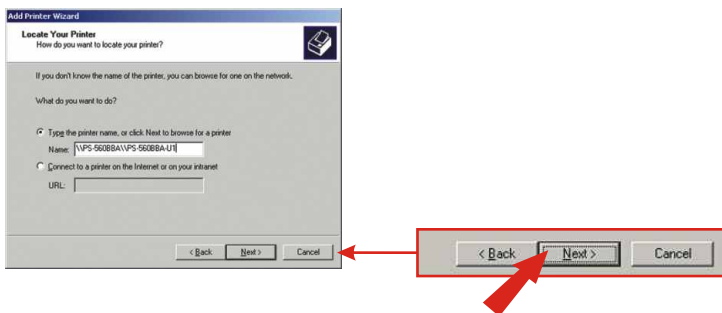 Add Printer Wizard
Locate Your Printer
How do you want to locate your printer?
If you don't know the name of the printer, you can browse for one on the network.
What do you want to do?
Type the printer name, or click Next to browse for a printer
Name: \\PS-560BBA\\PS-560BBA-U1
Connect to a printer on the Internet or on your intranet
URL:
< Back Next > Cancel
< Back Next > Cancel